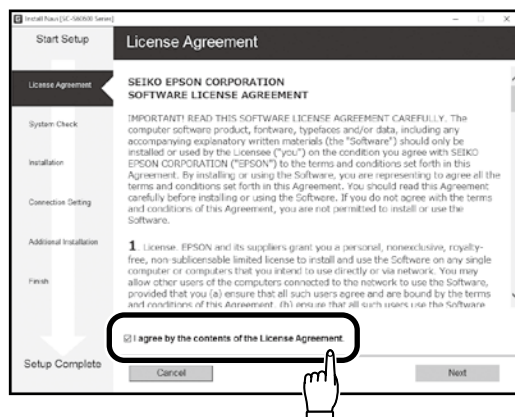 Install Navi [SC-S60600 Series]
Start Setup
License Agreement
License Agreement
System Check
Installation
Connection Setting
Additional Installation
Finish
Setup Complete
SEIKO EPSON CORPORATION
SOFTWARE LICENSE AGREEMENT
IMPORTANT! READ THIS SOFTWARE LICENSE AGREEMENT CAREFULLY. The
computer software product, fontware, typefaces and/or data, including any
accompanying explanatory written materials (the "Software") should only be
installed or used by the Licensee ("you") on the condition you agree with SEIKO
EPSON CORPORATION ("EPSON") to the terms and conditions set forth in this
Agreement. By installing or using the Software, you are representing to agree all the
terms and conditions set forth in this Agreement. You should read this Agreement
carefully before installing or using the Software. If you do not agree with the terms
and conditions of this Agreement, you are not permitted to install or use the
Software.
1. License. EPSON and its suppliers grant you a personal, nonexclusive, royalty-
free, non-sublicensable limited license to install and use the Software on any single
computer or computers that you intend to use directly or via network. You may
allow other users of the computers connected to the network to use the Software,
provided that you (a) ensure that all such users agree and are bound by the terms
and conditions of this Agreement, (b) ensure that all such users use the Software
I agree by the contents of the License Agreement.
Cancel
Next